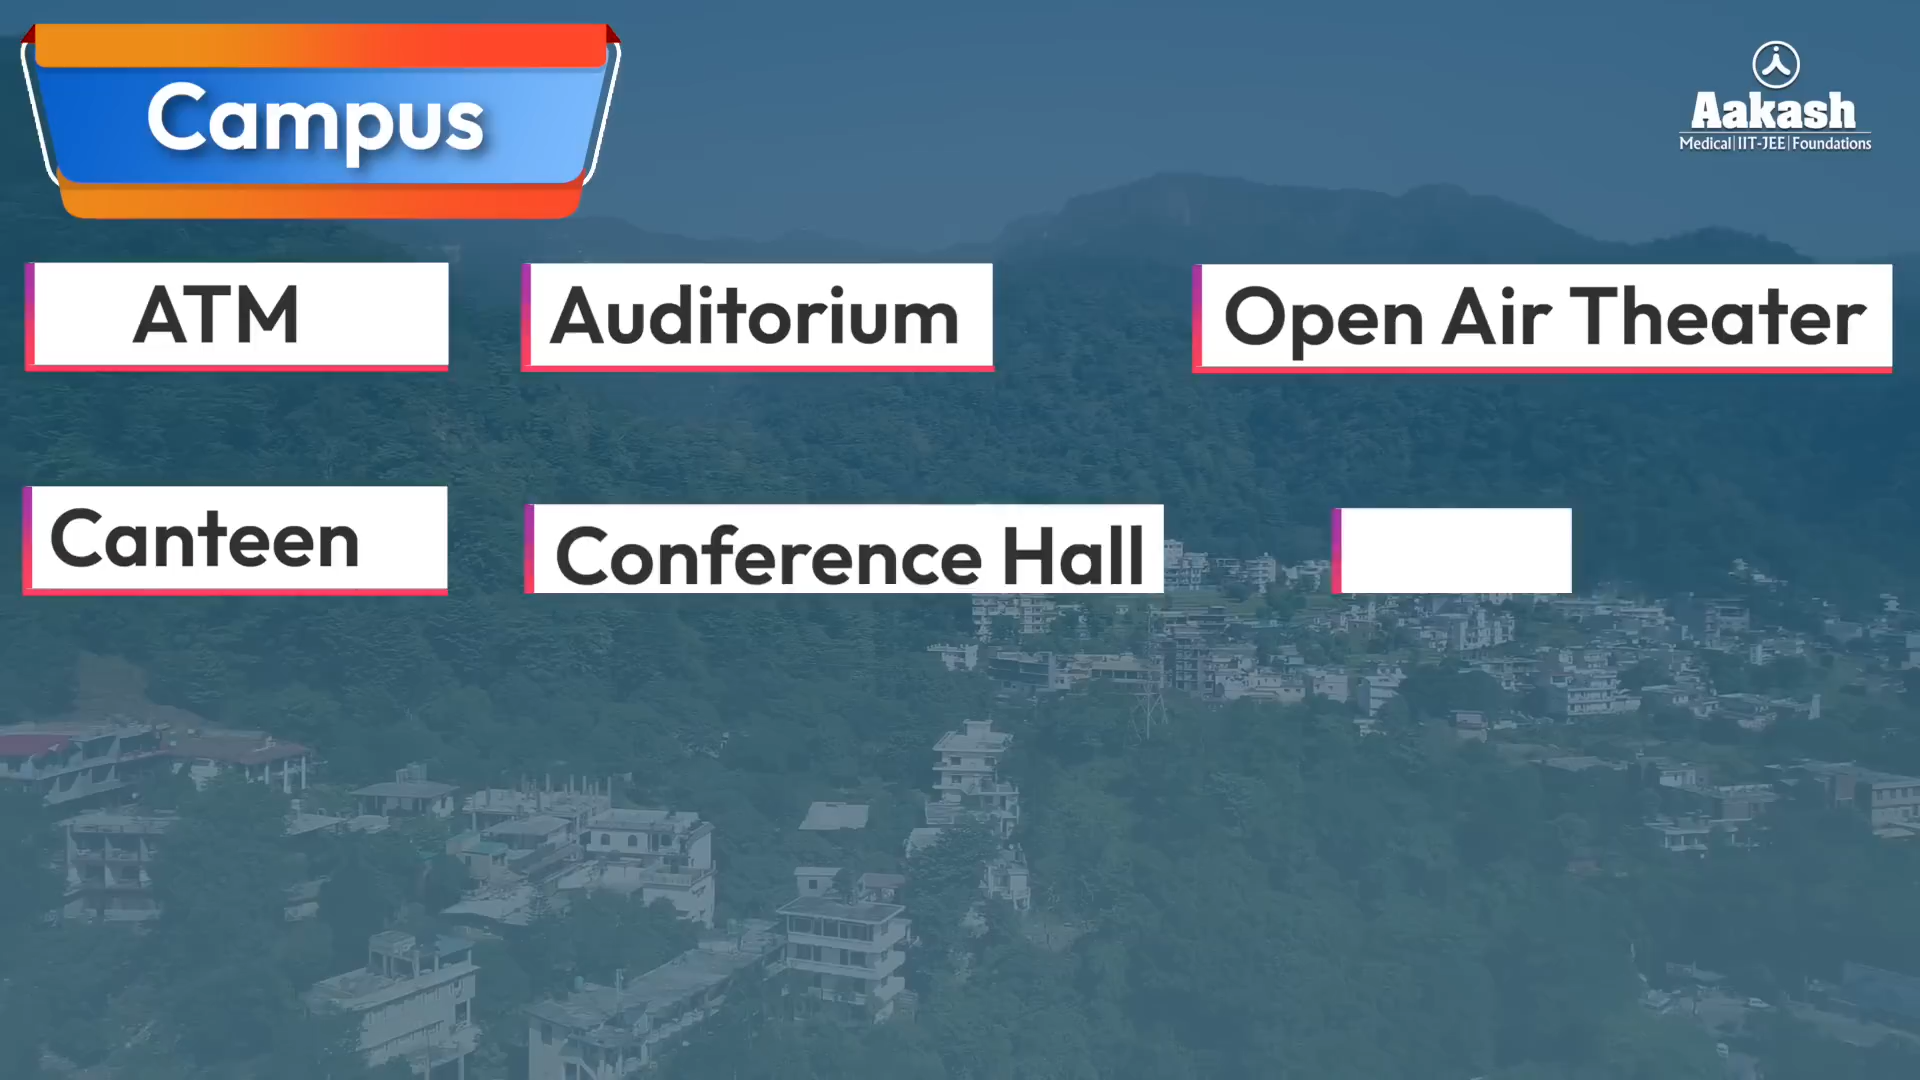 Campus
Aakash
Medical|IIT-JEE|Foundations
ATM
Auditorium
Open Air Theater
Canteen
Conference Hall